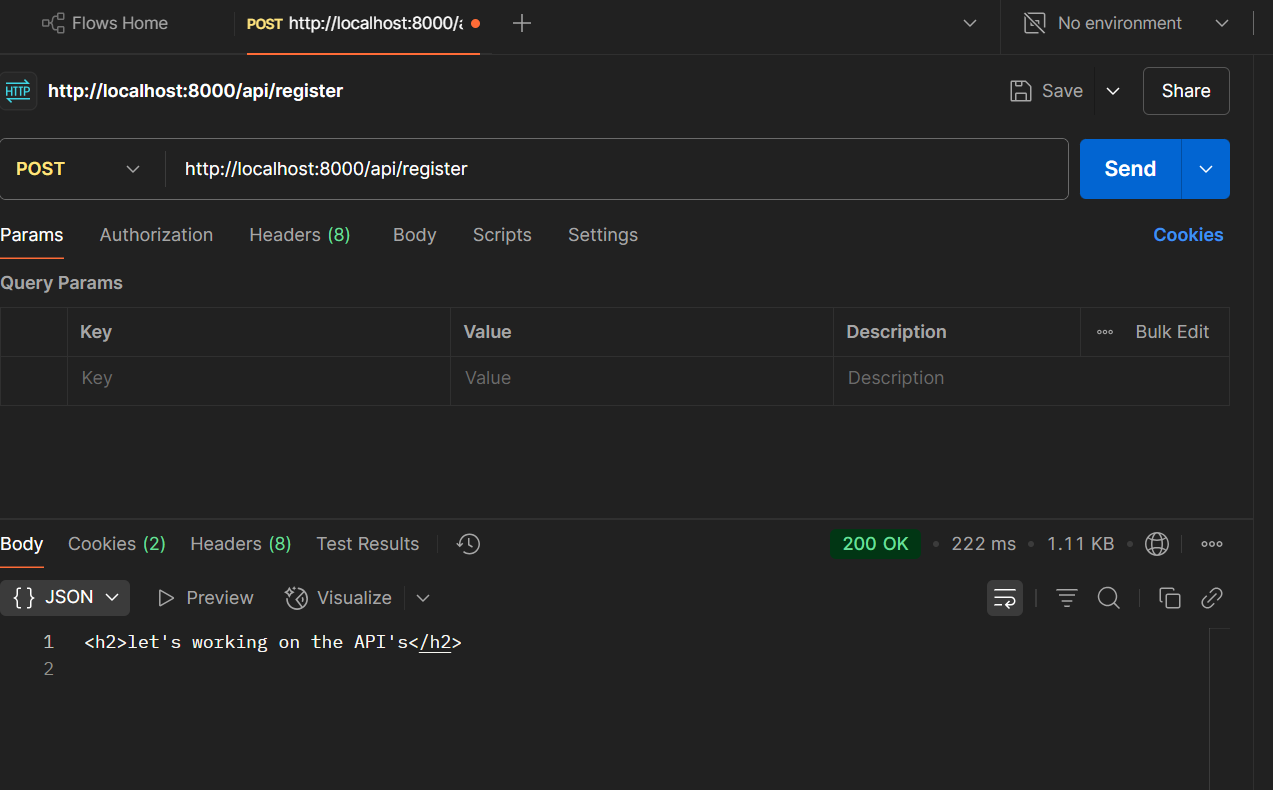 Flows Home
POST http://localhost:8000/a
No environment
HTTP http://localhost:8000/api/register
Save
Share
POST
http://localhost:8000/api/register
Send
Params Authorization Headers (8) Body Scripts Settings Cookies
Query Params
Key Value Description Bulk Edit
Key Value Description
Body Cookies (2) Headers (8) Test Results 200 OK 222 ms 1.11 KB
{} JSON Preview Visualize
1 <h2>let's working on the API's</h2>
2